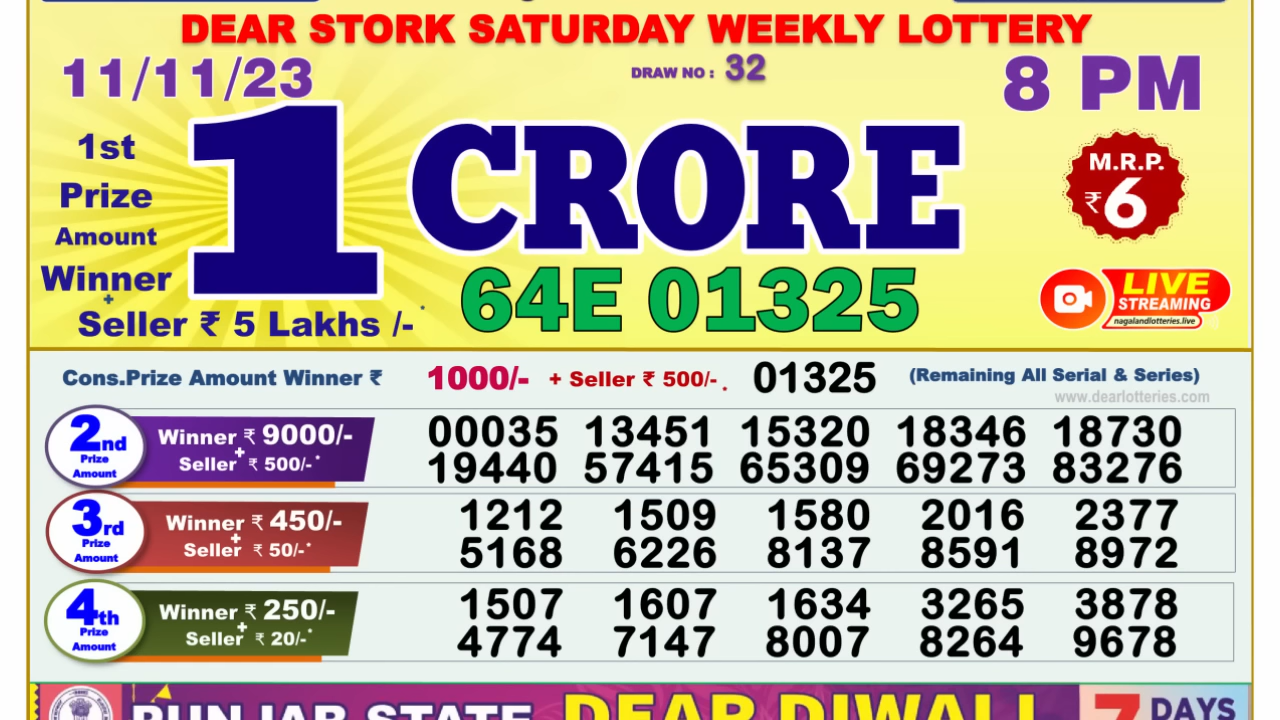 DEAR STORK SATURDAY WEEKLY LOTTERY
11/11/23
DRAW NO : 32
8 PM
1st
Prize
Amount
Winner
+
Seller ₹ 5 Lakhs /-
1 CRORE
64E 01325
M.R.P.
₹6
LIVE
STREAMING
nagalandlotteries.live
Cons.Prize Amount Winner ₹ 1000/- + Seller ₹ 500/- . 01325 (Remaining All Serial & Series)
www.dearlotteries.com
2nd
Prize
Amount
Winner ₹ 9000/-
+
Seller ₹ 500/-*
00035 13451 15320 18346 18730
19440 57415 65309 69273 83276
3rd
Prize
Amount
Winner ₹ 450/-
+
Seller ₹ 50/-*
1212 1509 1580 2016 2377
5168 6226 8137 8591 8972
4th
Prize
Amount
Winner ₹ 250/-
+
Seller ₹ 20/-*
1507 1607 1634 3265 3878
4774 7147 8007 8264 9678
PUNJAB STATE
DEAR DIWALI
7 DAYS